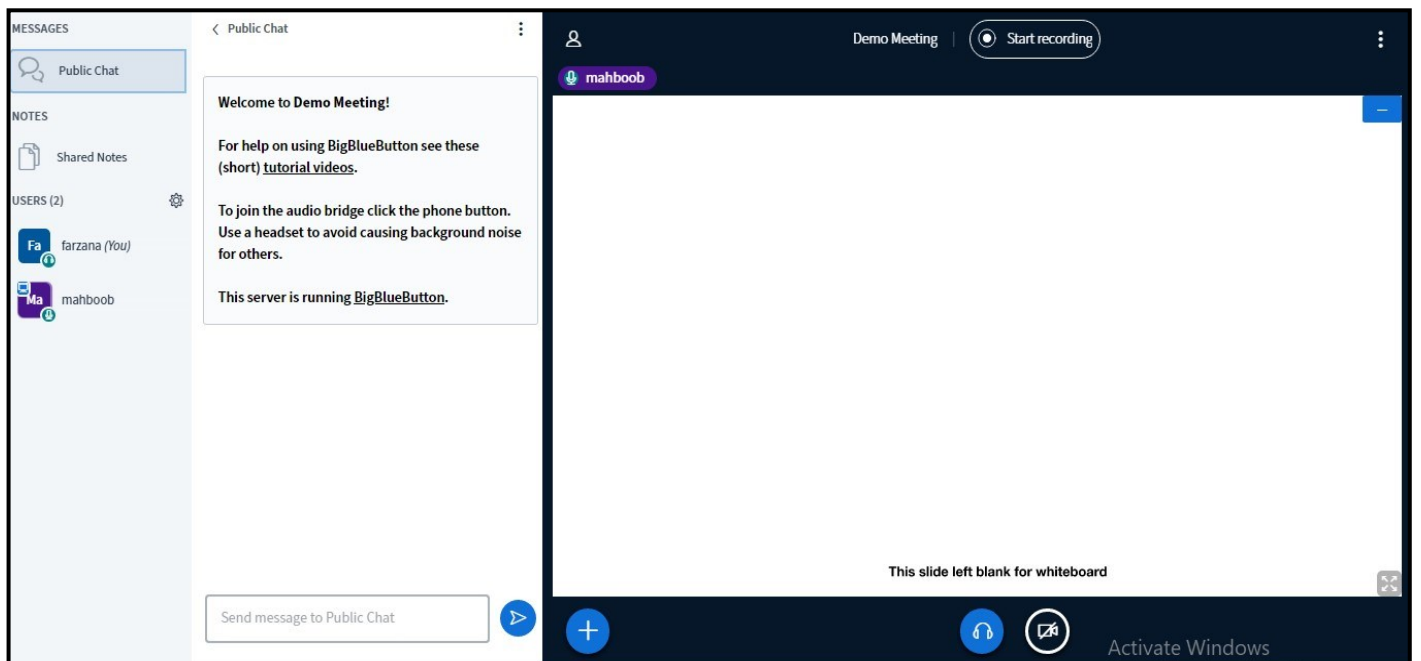 MESSAGES
Public Chat
NOTES
Shared Notes
USERS (2)
Fa
farzana (You)
Ma
mahboob
Public Chat
Welcome to Demo Meeting!
For help on using BigBlueButton see these
(short) tutorial videos.
To join the audio bridge click the phone button.
Use a headset to avoid causing background noise
for others.
This server is running BigBlueButton.
Send message to Public Chat
Demo Meeting
Start recording
mahboob
This slide left blank for whiteboard
Activate Windows